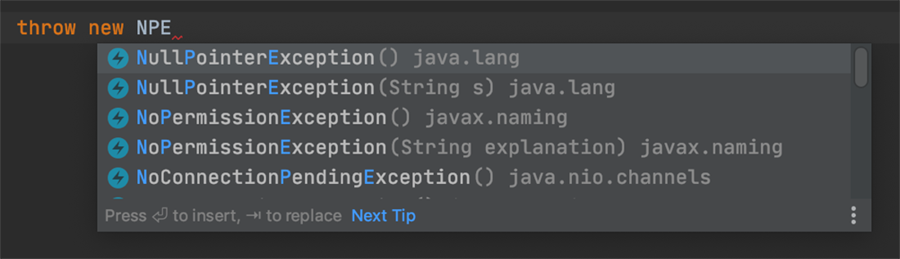 throw new NPE
NullPointerException() java.lang
NullPointerException(String s) java.lang
NoPermissionException() javax.naming
NoPermissionException(String explanation) javax.naming
NoConnectionPendingException() java.nio.channels
Press ⏎ to insert, ⇥ to replace Next Tip